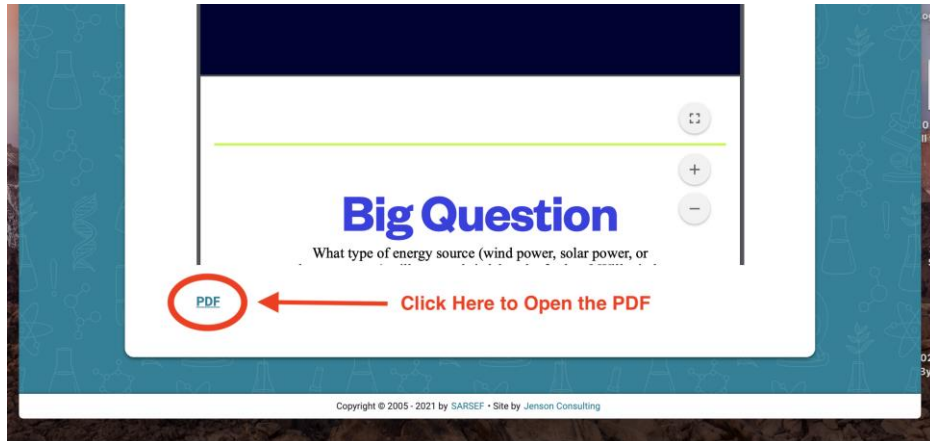 Big Question
What type of energy source (wind power, solar power, or
PDF
Click Here to Open the PDF
Copyright © 2005 - 2021 by SARSEF • Site by Jenson Consulting